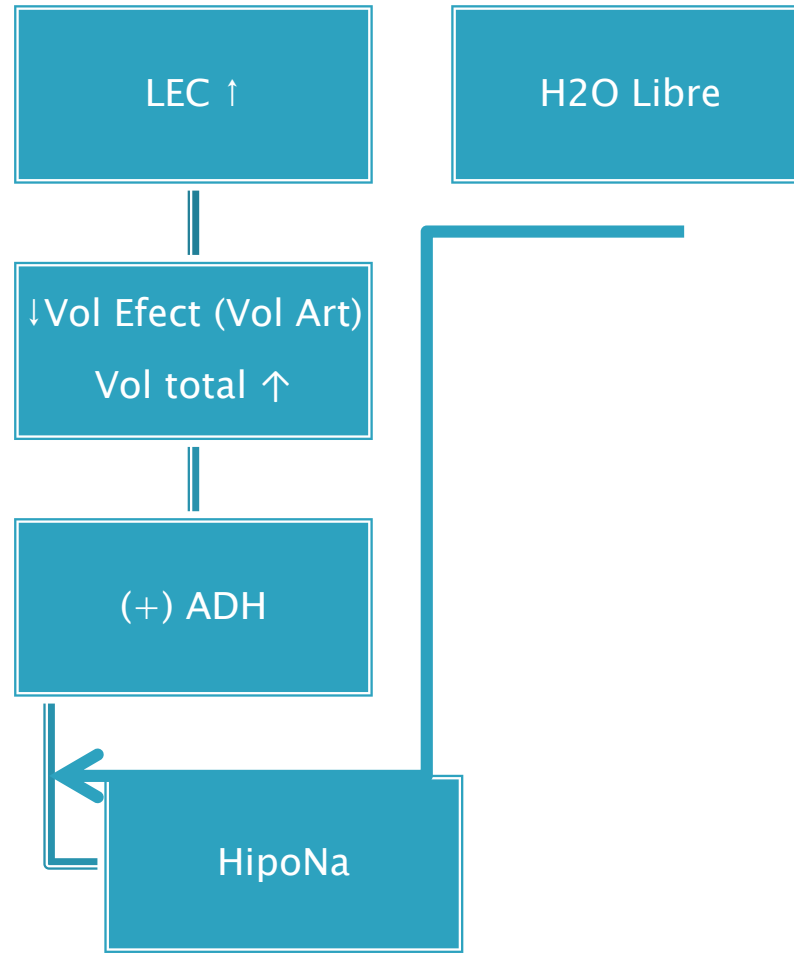 LEC ↑
H2O Libre
↓Vol Efect (Vol Art)
Vol total ↑
(+) ADH
HipoNa